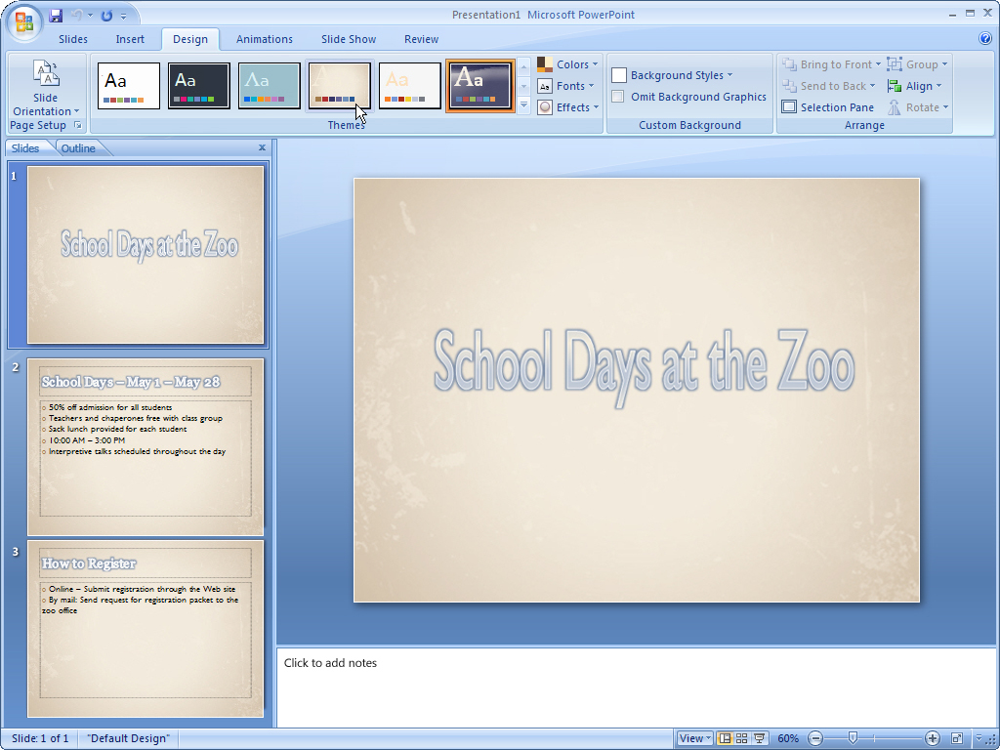 Presentation1  Microsoft PowerPoint
Slides
Insert
Design
Animations
Slide Show
Review
Slide
Orientation
Page Setup
Aa
Aa
Aa
Aa
Aa
Aa
Themes
Colors
Aa
Fonts
Effects
Background Styles
Omit Background Graphics
Custom Background
Bring to Front
Send to Back
Selection Pane
Group
Align
Rotate
Arrange
Slides
Outline
x
1
School Days at the Zoo
2
School Days – May 1 – May 28
○ 50% off admission for all students
○ Teachers and chaperones free with class group
○ Sack lunch provided for each student
○ 10:00 AM – 3:00 PM
○ Interpretive talks scheduled throughout the day
3
How to Register
○ Online – Submit registration through the Web site
○ By mail: Send request for registration packet to the
zoo office
School Days at the Zoo
Click to add notes
Slide: 1 of 1
"Default Design"
View
60%